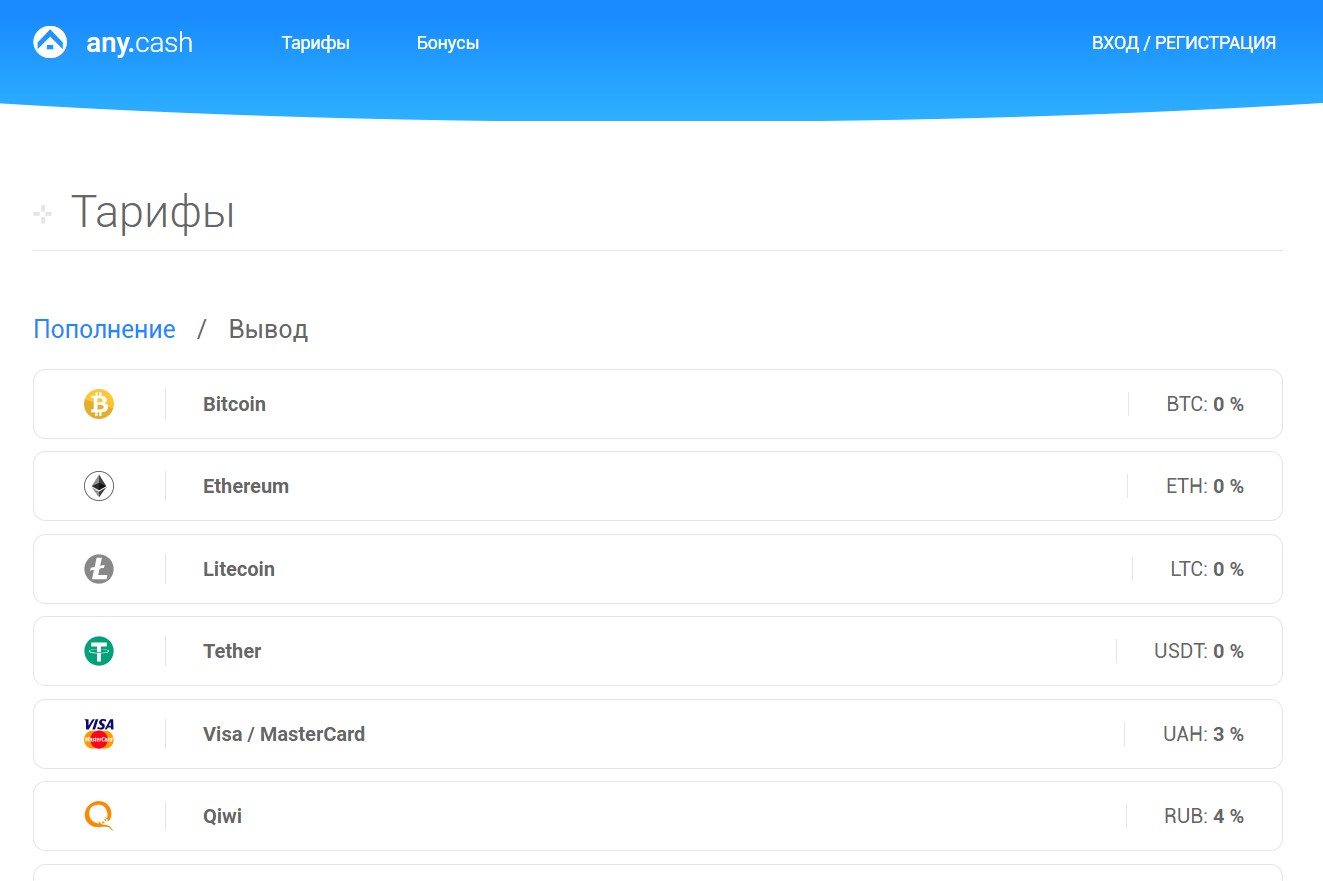 any.cash Тарифы Бонусы ВХОД / РЕГИСТРАЦИЯ
Тарифы
Пополнение / Вывод
Bitcoin BTC: 0 %
Ethereum ETH: 0 %
Litecoin LTC: 0 %
Tether USDT: 0 %
VISA
MasterCard
Visa / MasterCard UAH: 3 %
Qiwi RUB: 4 %